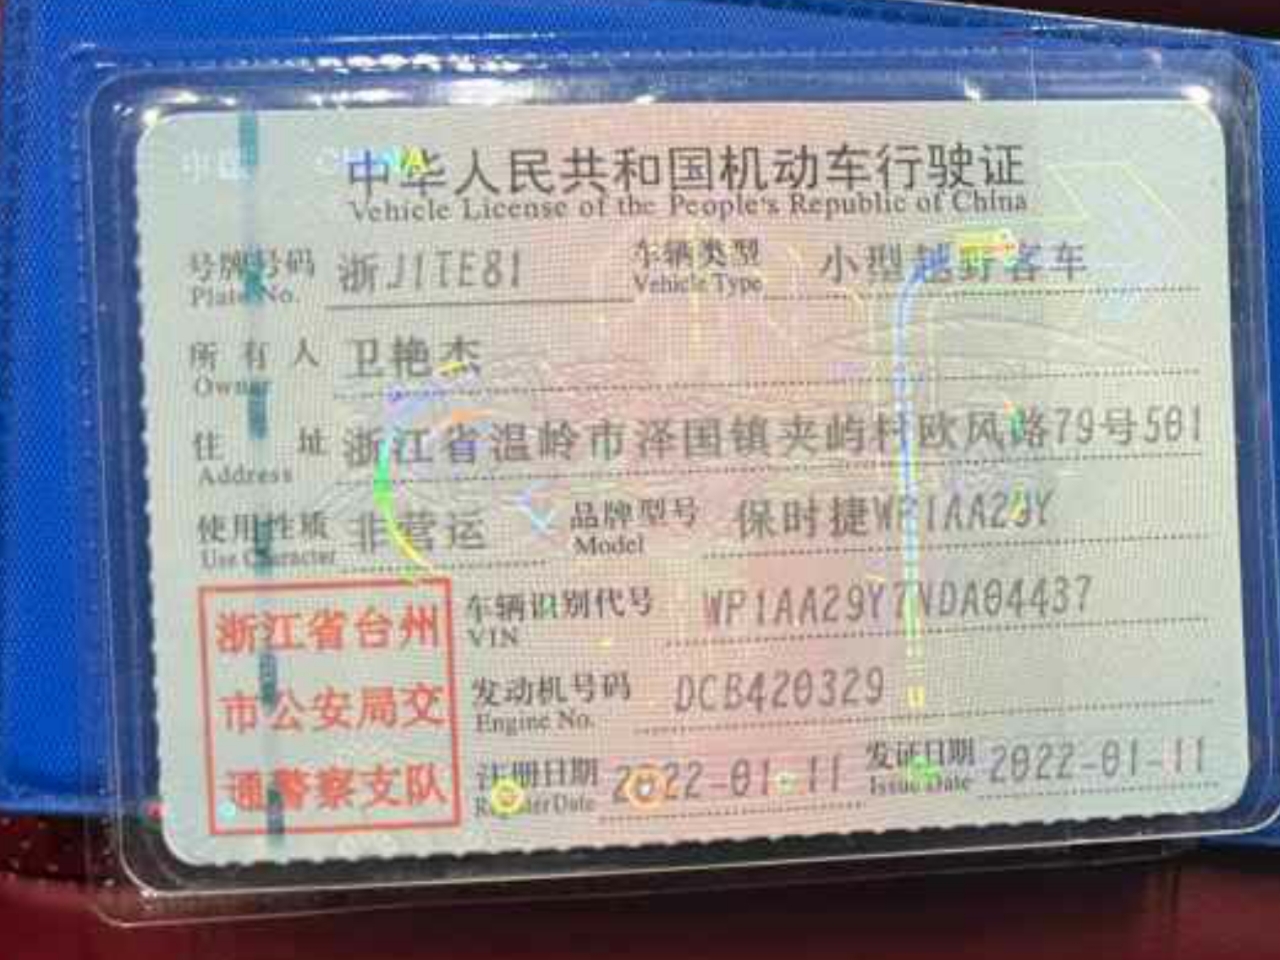 中华人民共和国机动车行驶证
Vehicle License of the People's Republic of China
号牌号码 浙J1TE81 车辆类型 小型越野客车
Plate No. Vehicle Type
所有人 卫艳杰
Owner
住址 浙江省温岭市泽国镇夹屿村欧风路79号501
Address
使用性质 非营运 品牌型号 保时捷WP1AA29Y
Use Character Model
浙江省台州 车辆识别代号 WP1AA29Y7NDA04437
VIN
市公安局交 发动机号码 DCB420329
Engine No.
通警察支队 注册日期 2022-01-11 发证日期 2022-01-11
Register Date Issue Date